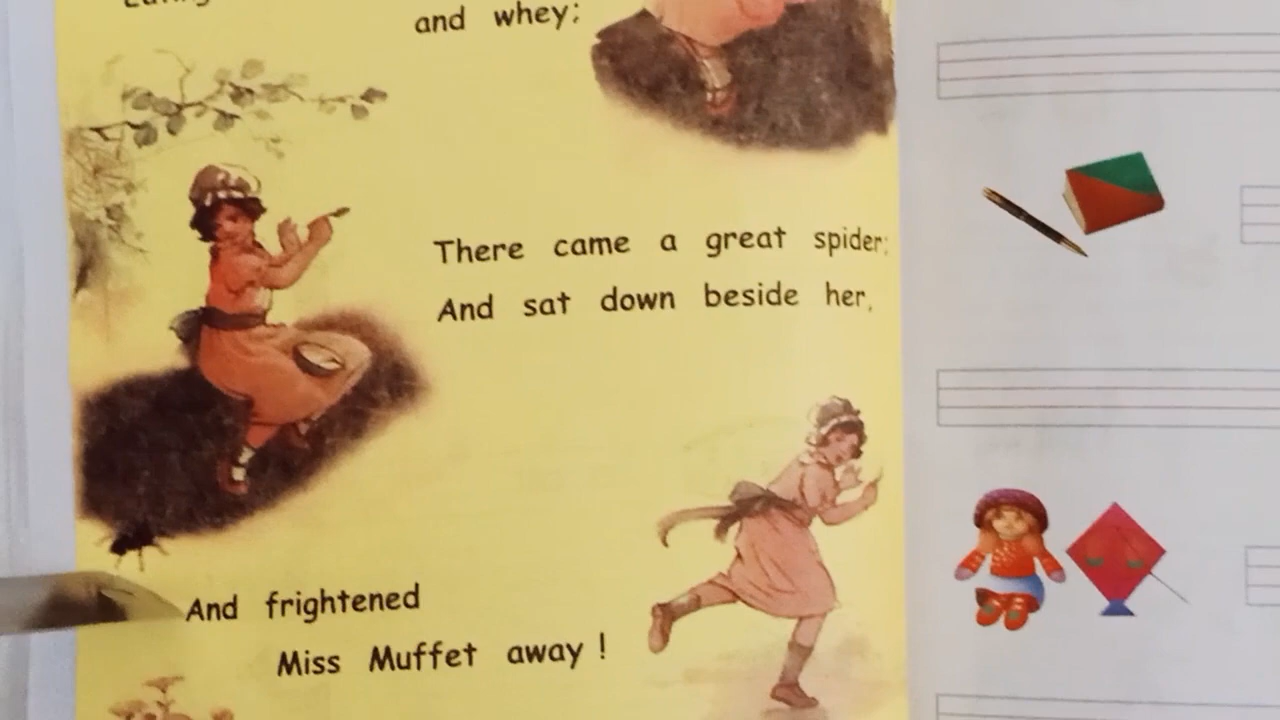 and whey;
There came a great spider;
And sat down beside her,
And frightened
Miss Muffet away !